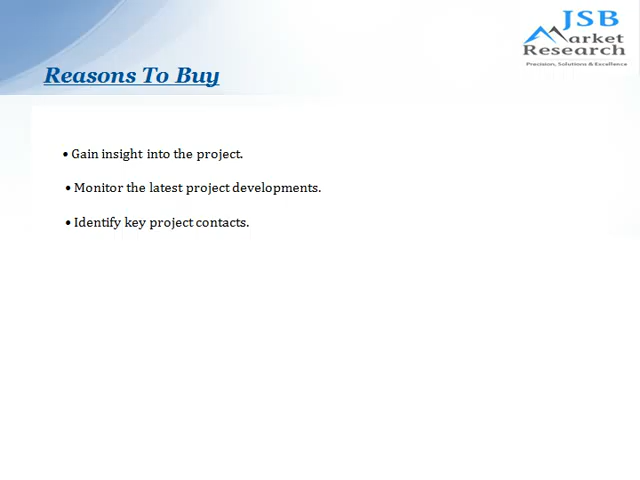 JSB
Market
Research
Precision, Solutions & Excellence
Reasons To Buy
• Gain insight into the project.
• Monitor the latest project developments.
• Identify key project contacts.